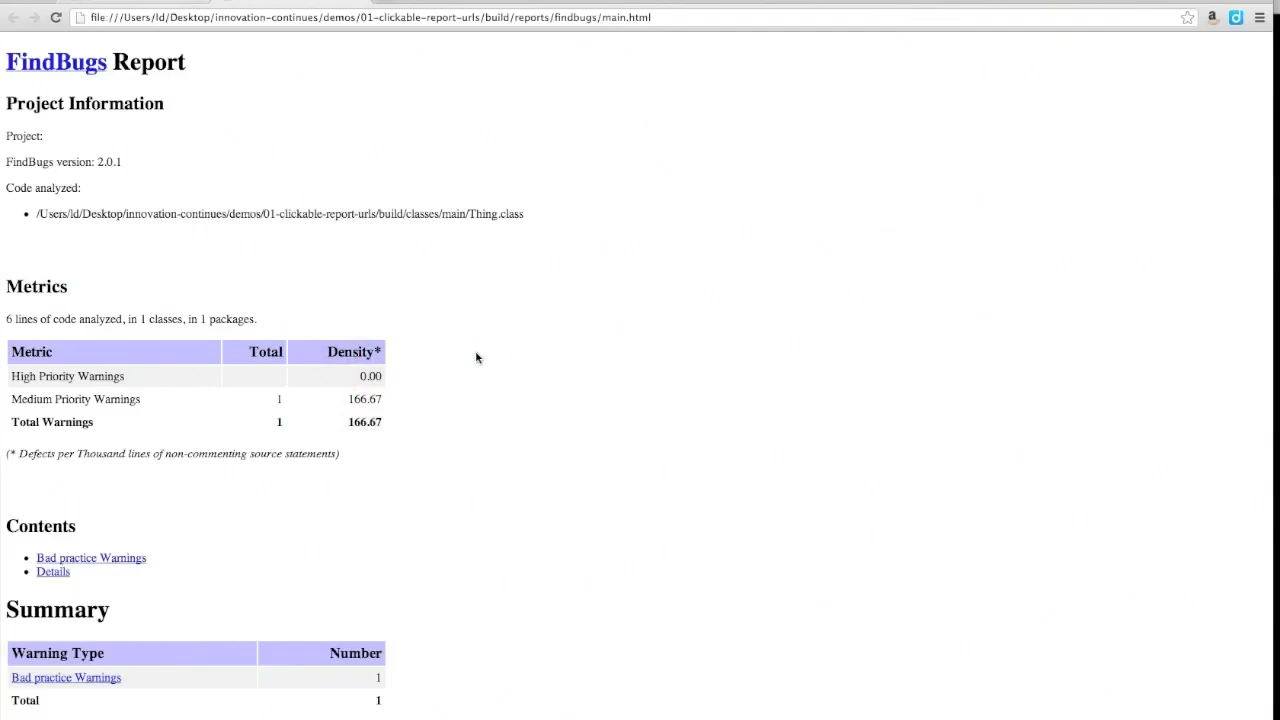 file:///Users/ld/Desktop/innovation-continues/demos/01-clickable-report-urls/build/reports/findbugs/main.html
FindBugs Report
Project Information
Project:
FindBugs version: 2.0.1
Code analyzed:
• /Users/ld/Desktop/innovation-continues/demos/01-clickable-report-urls/build/classes/main/Thing.class
Metrics
6 lines of code analyzed, in 1 classes, in 1 packages.
Metric Total Density*
High Priority Warnings 0.00
Medium Priority Warnings 1 166.67
Total Warnings 1 166.67
(* Defects per Thousand lines of non-commenting source statements)
Contents
• Bad practice Warnings
• Details
Summary
Warning Type Number
Bad practice Warnings 1
Total 1